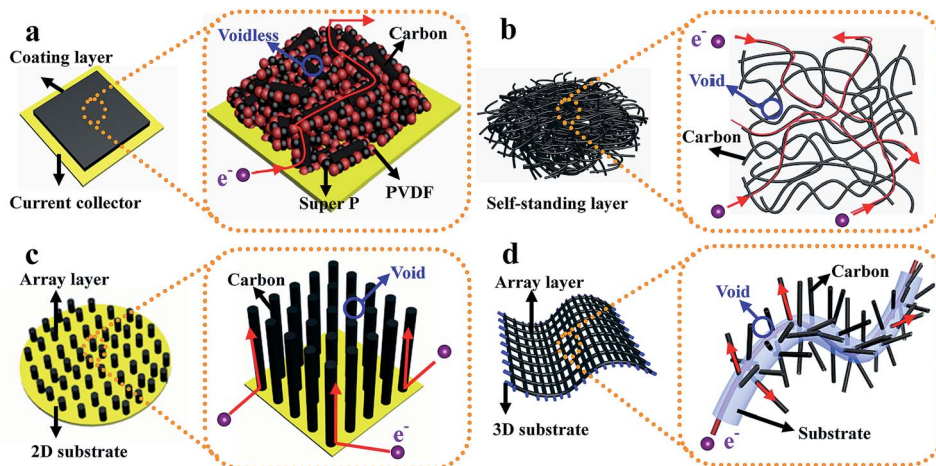 a
Coating layer
Current collector
Voidless
Carbon
e-
Super P
PVDF
b
Self-standing layer
e-
Void
Carbon
c
Array layer
2D substrate
Carbon
Void
e-
d
Array layer
3D substrate
Carbon
Void
e-
Substrate